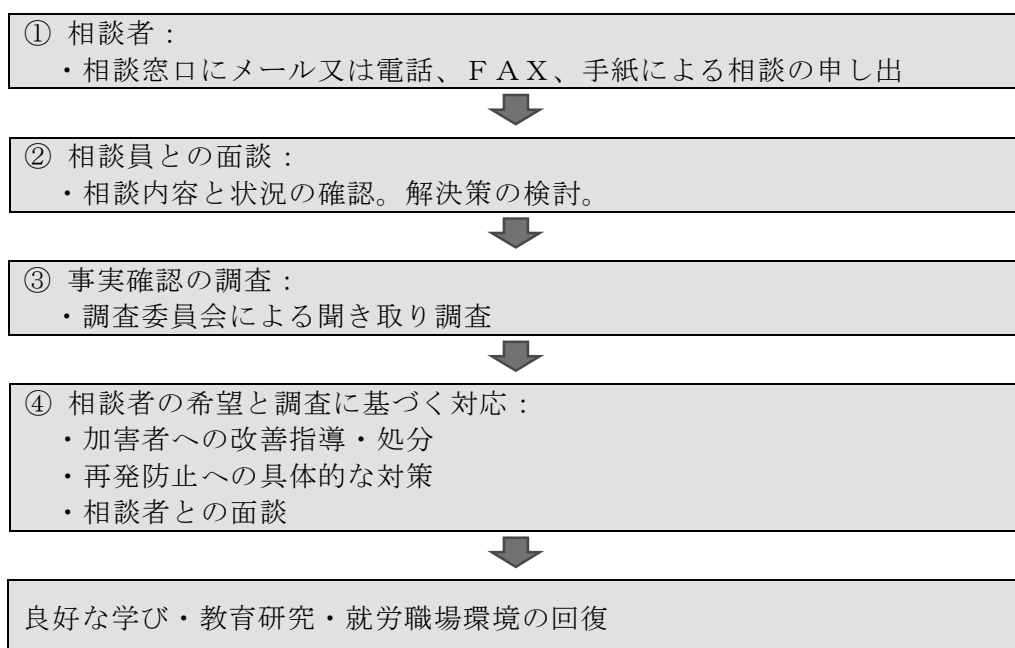 ① 相談者：
・相談窓口にメール又は電話、ＦＡＸ、手紙による相談の申し出
② 相談員との面談：
・相談内容と状況の確認。解決策の検討。
③ 事実確認の調査：
・調査委員会による聞き取り調査
④ 相談者の希望と調査に基づく対応：
・加害者への改善指導・処分
・再発防止への具体的な対策
・相談者との面談
良好な学び・教育研究・就労職場環境の回復